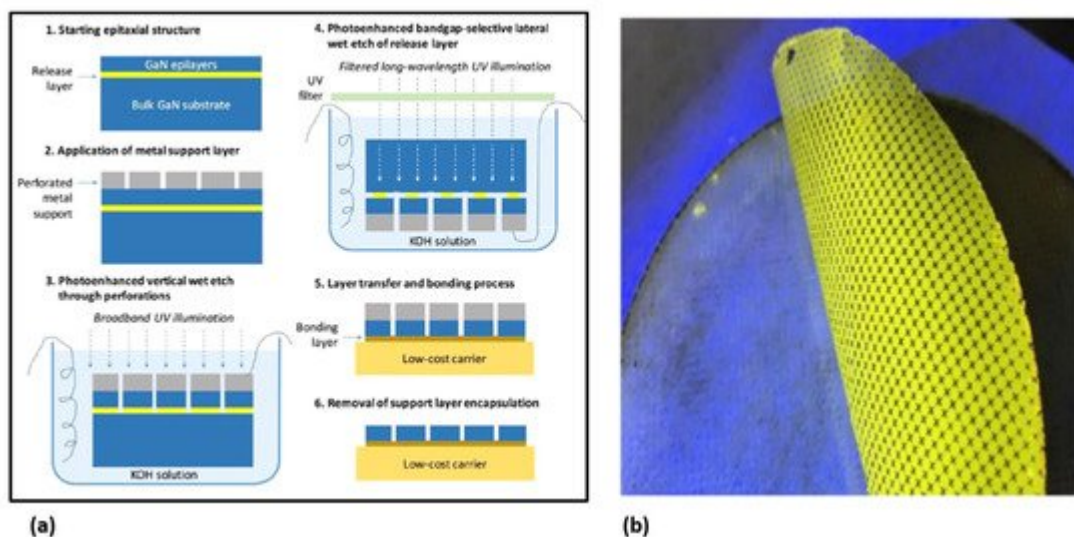 1. Starting epitaxial structure
GaN epilayers
Release
layer
Bulk GaN substrate
2. Application of metal support layer
Perforated
metal
support
3. Photoenhanced vertical wet etch
through perforations
Broadband UV illumination
KOH solution
4. Photoenhanced bandgap-selective lateral
wet etch of release layer
Filtered long-wavelength UV illumination
UV
filter
KOH solution
5. Layer transfer and bonding process
Bonding
layer
Low-cost carrier
6. Removal of support layer encapsulation
Low-cost carrier
(a)
(b)